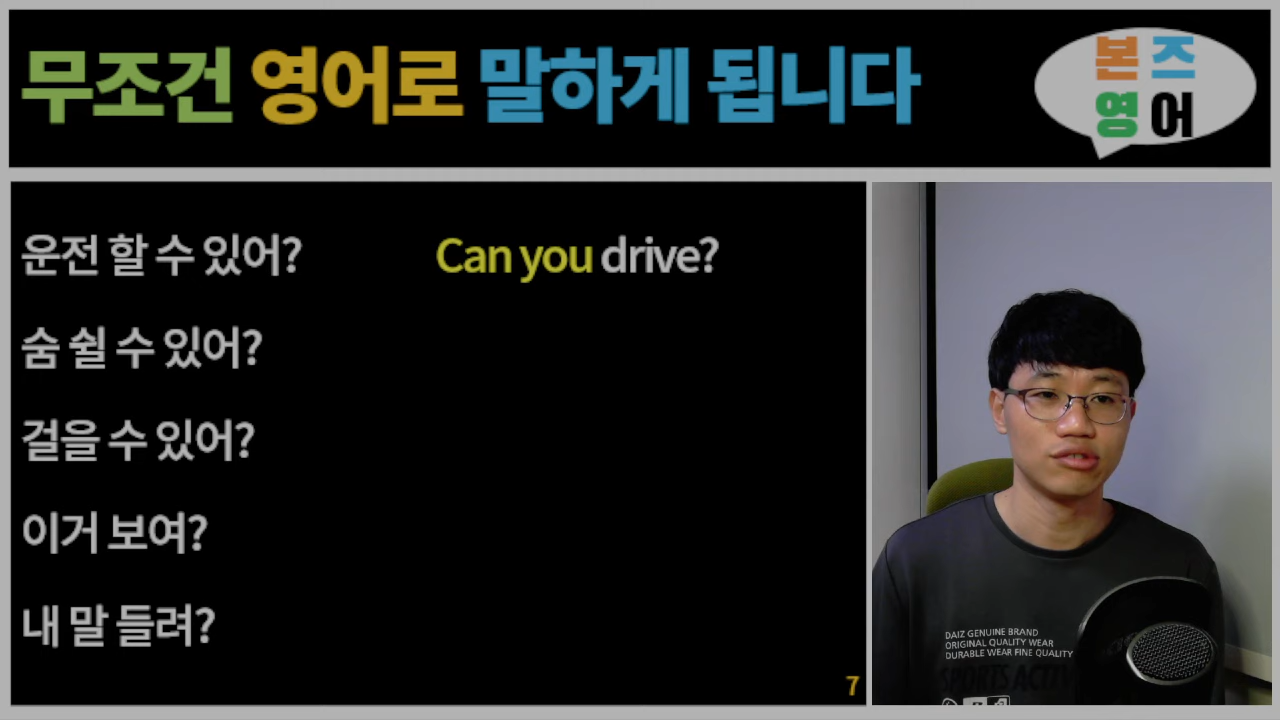 무조건 영어로 말하게 됩니다
본즈
영어
운전 할 수 있어? Can you drive?
숨 쉴 수 있어?
걸을 수 있어?
이거 보여?
내 말 들려?
7
DAIZ GENUINE BRAND
ORIGINAL QUALITY WEAR
DURABLE WEAR FINE QUALITY